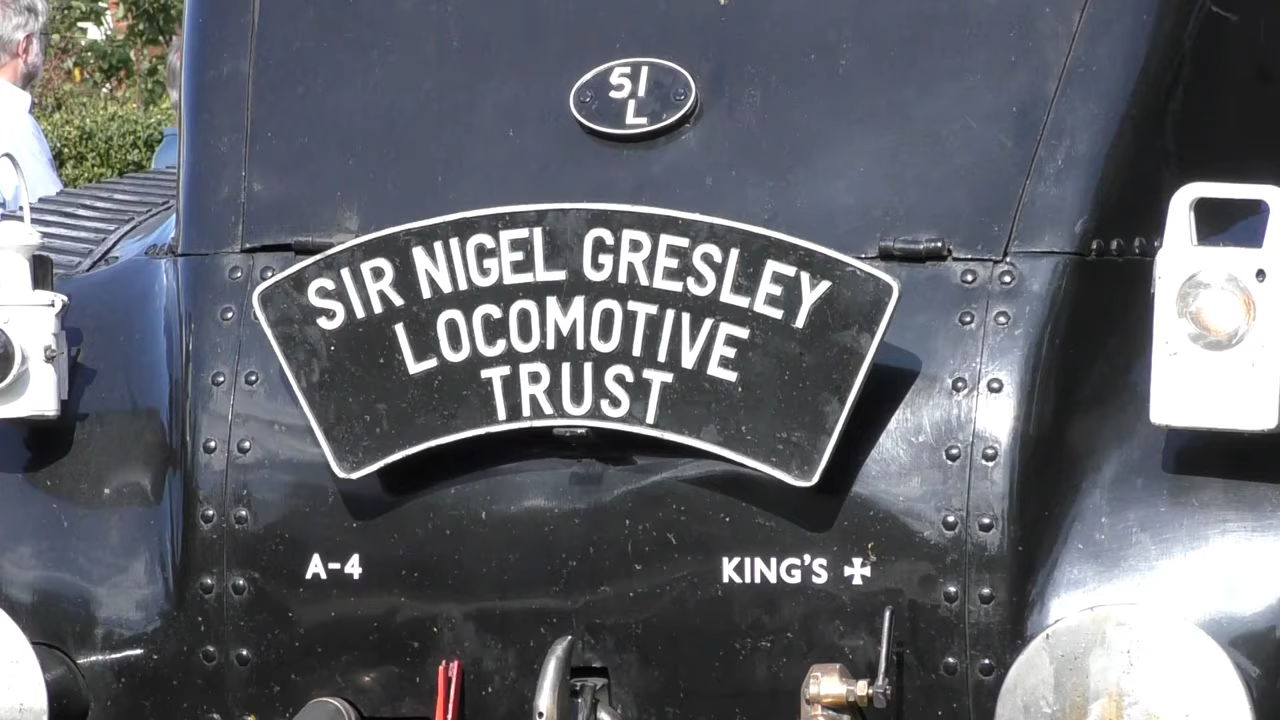 51
L
SIR NIGEL GRESLEY
LOCOMOTIVE
TRUST
A-4
KING'S ✠